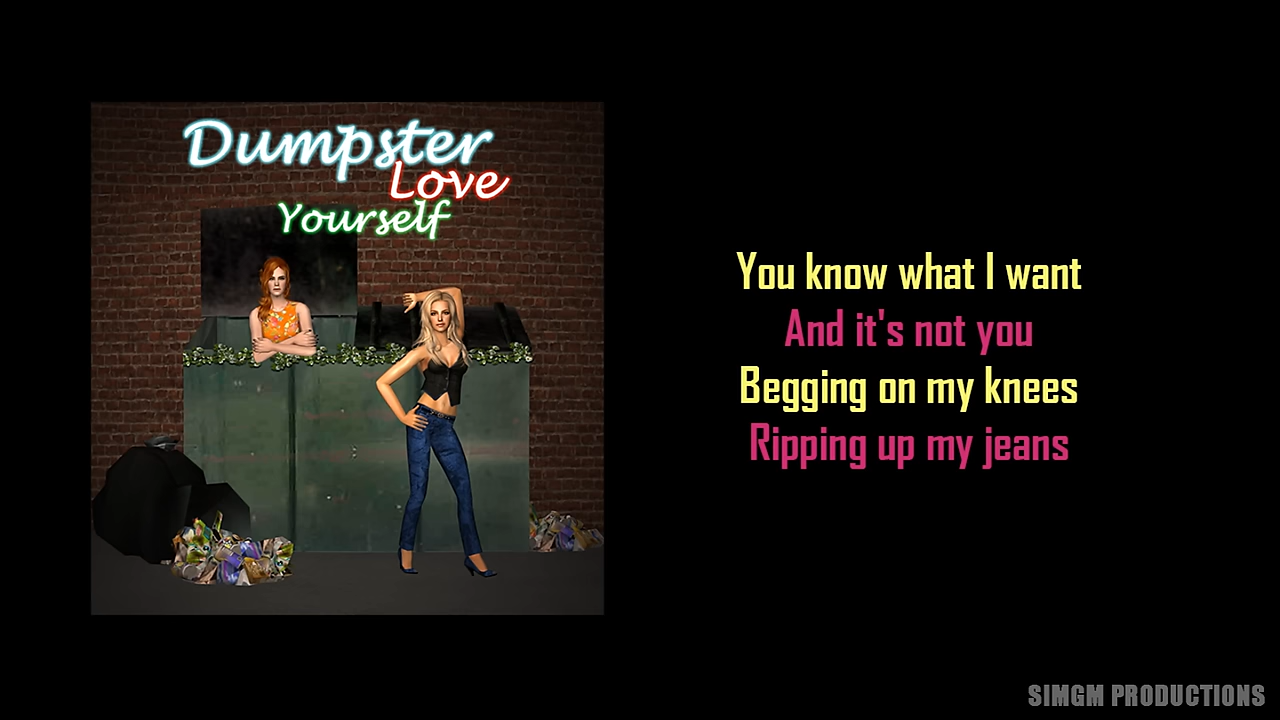 Dumpster
Love
Yourself
You know what I want
And it's not you
Begging on my knees
Ripping up my jeans
SIMGM PRODUCTIONS